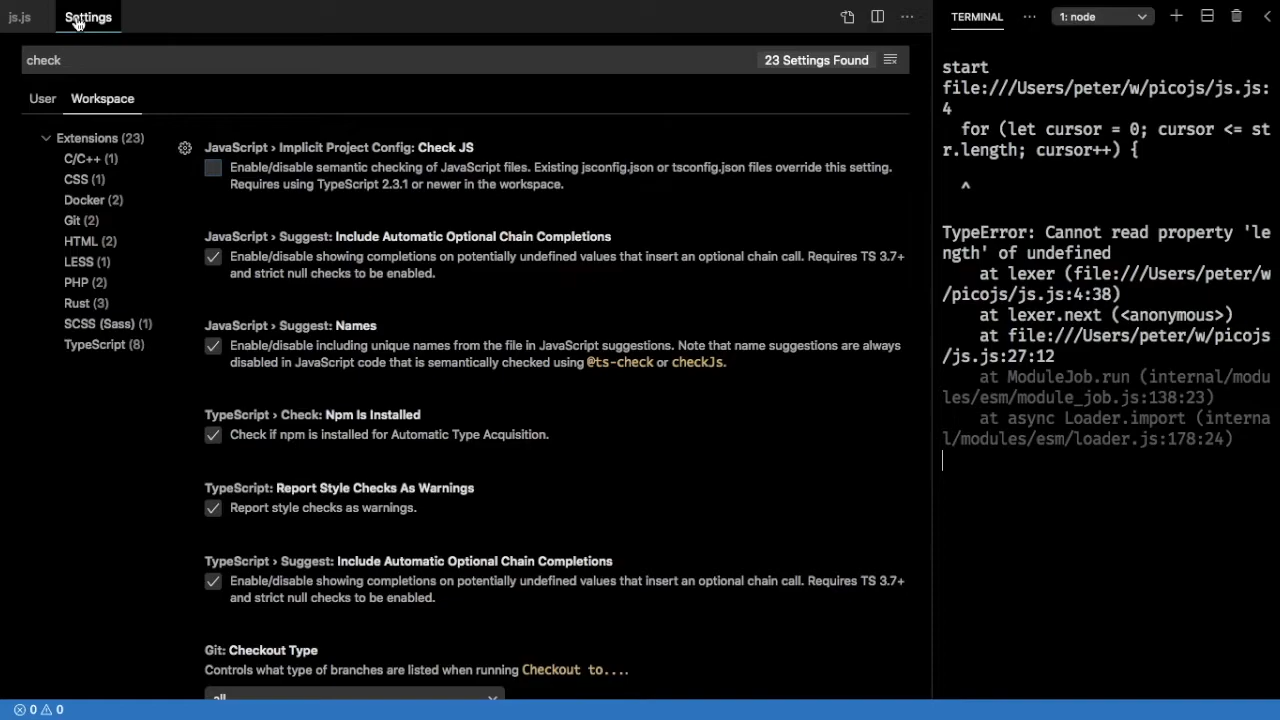 js.js
Settings
check
23 Settings Found
User
Workspace
Extensions (23)
C/C++ (1)
CSS (1)
Docker (2)
Git (2)
HTML (2)
LESS (1)
PHP (2)
Rust (3)
SCSS (Sass) (1)
TypeScript (8)
JavaScript › Implicit Project Config: Check JS
Enable/disable semantic checking of JavaScript files. Existing jsconfig.json or tsconfig.json files override this setting.
Requires using TypeScript 2.3.1 or newer in the workspace.
JavaScript › Suggest: Include Automatic Optional Chain Completions
Enable/disable showing completions on potentially undefined values that insert an optional chain call. Requires TS 3.7+
and strict null checks to be enabled.
JavaScript › Suggest: Names
Enable/disable including unique names from the file in JavaScript suggestions. Note that name suggestions are always
disabled in JavaScript code that is semantically checked using @ts-check or checkJs.
TypeScript › Check: Npm Is Installed
Check if npm is installed for Automatic Type Acquisition.
TypeScript: Report Style Checks As Warnings
Report style checks as warnings.
TypeScript › Suggest: Include Automatic Optional Chain Completions
Enable/disable showing completions on potentially undefined values that insert an optional chain call. Requires TS 3.7+
and strict null checks to be enabled.
Git: Checkout Type
Controls what type of branches are listed when running Checkout to....
all
0 0
TERMINAL
1: node
start
file:///Users/peter/w/picojs/js.js:
4
for (let cursor = 0; cursor <= st
r.length; cursor++) {
^
TypeError: Cannot read property 'le
ngth' of undefined
at lexer (file:///Users/peter/w
/picojs/js.js:4:38)
at lexer.next (<anonymous>)
at file:///Users/peter/w/picojs
/js.js:27:12
at ModuleJob.run (internal/modu
les/esm/module_job.js:138:23)
at async Loader.import (interna
l/modules/esm/loader.js:178:24)